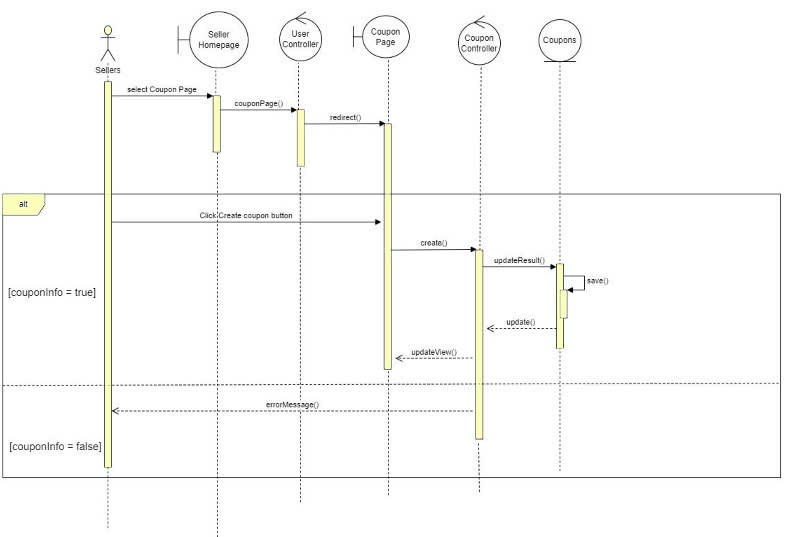 Seller
Homepage
User
Controller
Coupon
Page
Coupon
Controller
Coupons
Sellers
select Coupon Page
couponPage()
redirect()
alt
Click Create coupon button
create()
updateResult()
save()
[couponInfo = true]
update()
updateView()
errorMessage()
[couponInfo = false]